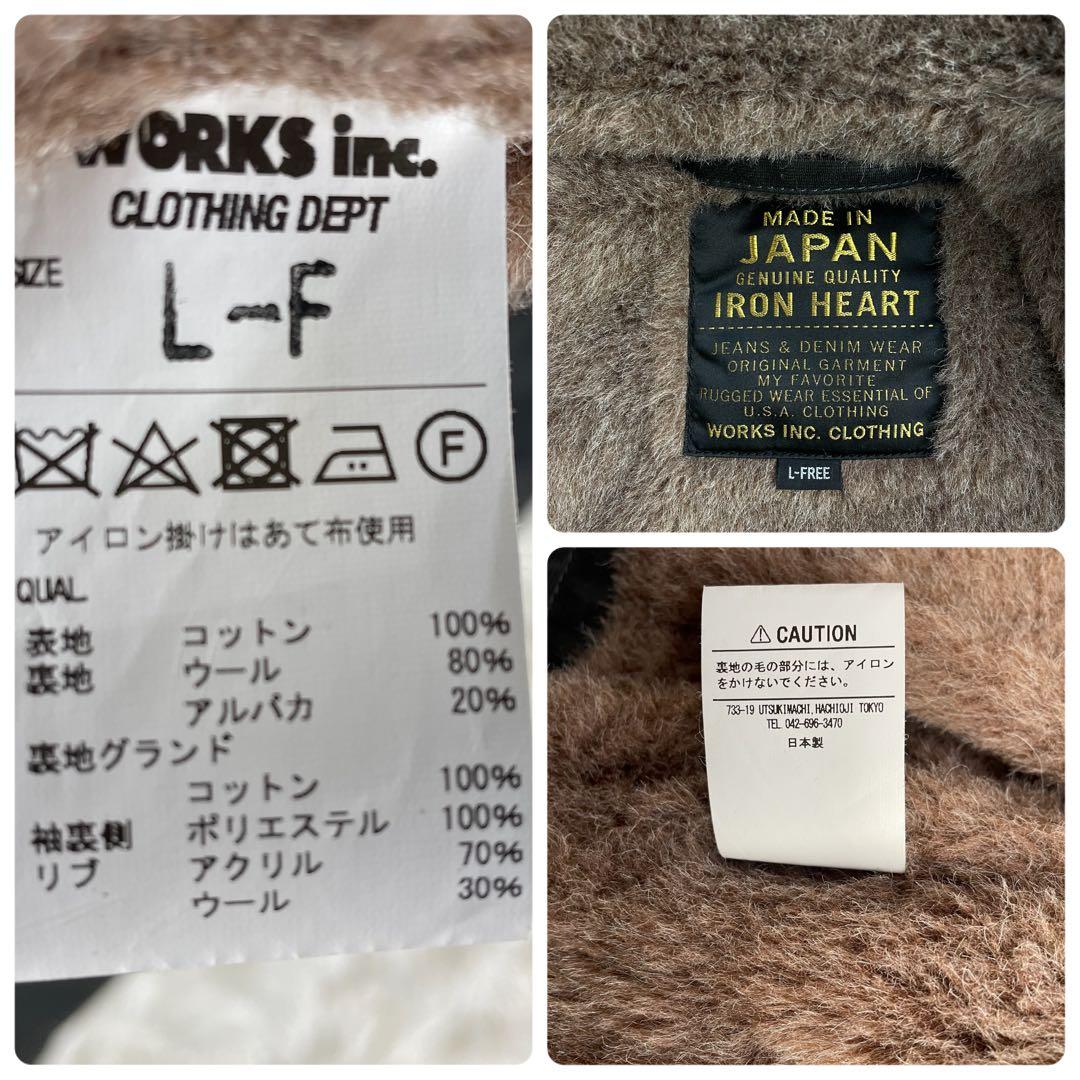 WORKS inc.
CLOTHING DEPT
SIZE L-F
F
アイロン掛けはあて布使用
QUAL
表地 コットン 100%
裏地 ウール 80%
アルパカ 20%
裏地グランド
コットン 100%
袖裏側 ポリエステル 100%
リブ アクリル 70%
ウール 30%
MADE IN
JAPAN
GENUINE QUALITY
IRON HEART
JEANS & DENIM WEAR
ORIGINAL GARMENT
MY FAVORITE
RUGGED WEAR ESSENTIAL OF
U.S.A. CLOTHING
WORKS INC. CLOTHING
L-FREE
⚠ CAUTION
裏地の毛の部分には、アイロン
をかけないでください。
733-19 UTSUKIMACHI, HACHIOJI TOKYO
TEL. 042-696-3470
日本製